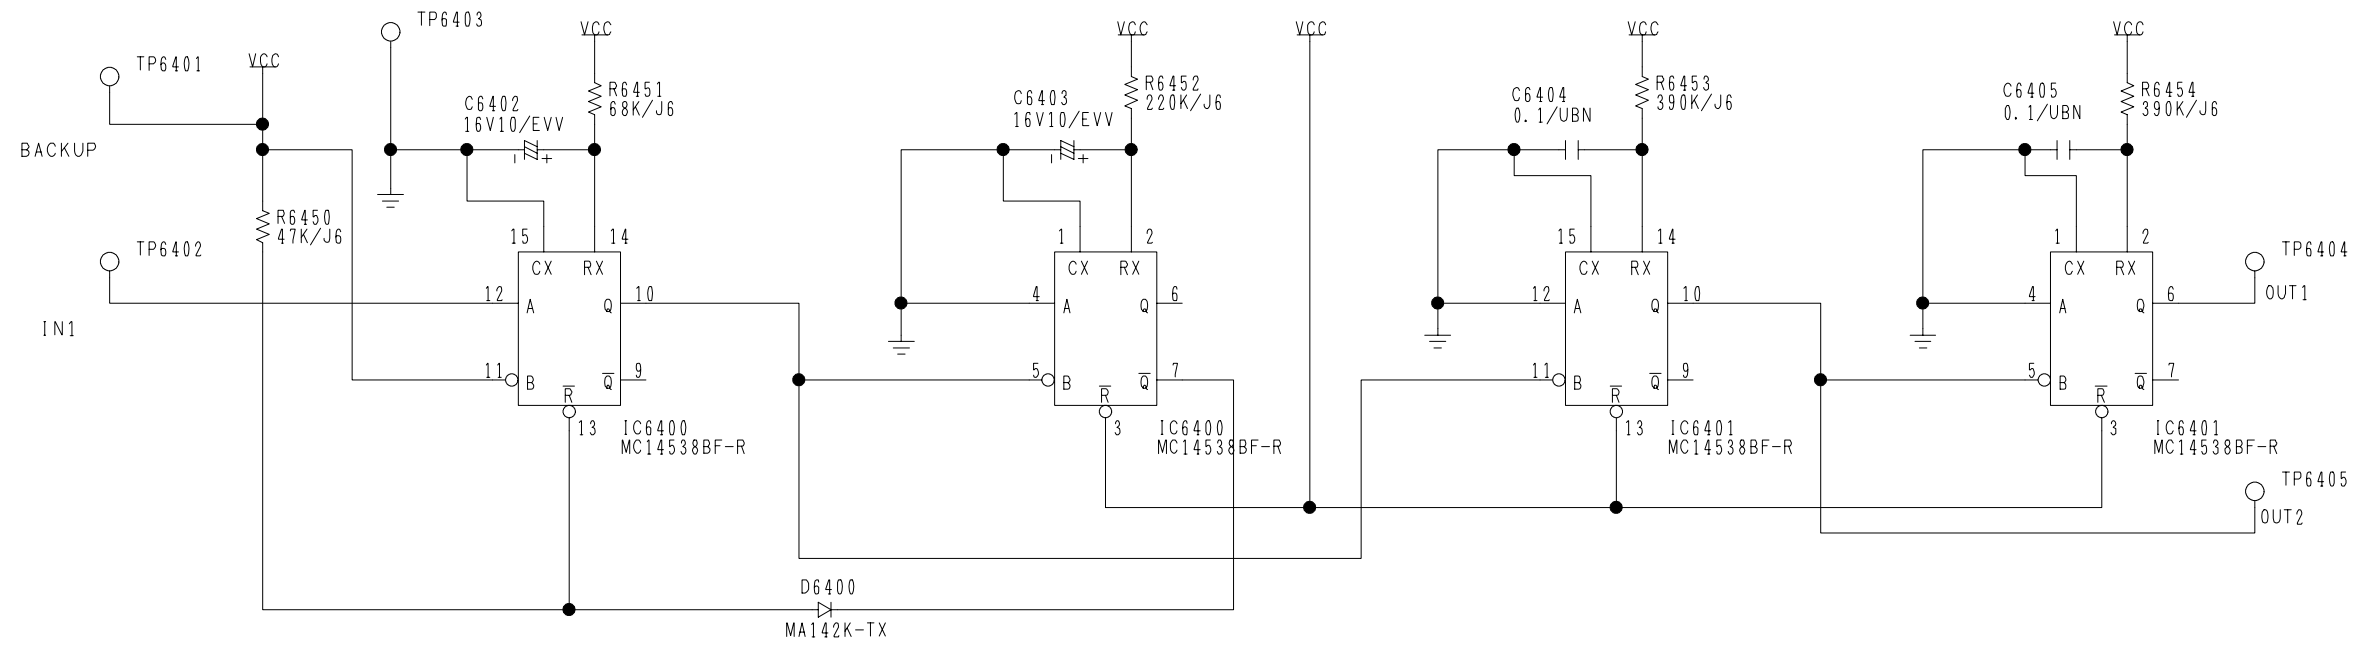 TP6403
VCC
VCC
VCC
VCC
VCC
TP6401
VCC
R6451
68K/J6
R6452
220K/J6
R6453
390K/J6
R6454
390K/J6
C6402
16V10/EVV
C6403
16V10/EVV
C6404
0.1/UBN
C6405
0.1/UBN
BACKUP
- +
- +
R6450
47K/J6
TP6402
15 14
1 2
15 14
1 2
TP6404
CX RX
CX RX
CX RX
CX RX
12 A Q 10
4 A Q 6
12 A Q 10
4 A Q 6
OUT1
IN1
11 B R̅ Q̅ 9
5 B R̅ Q̅ 7
11 B R̅ Q̅ 9
5 B R̅ Q̅ 7
13
IC6400
MC14538BF-R
3
IC6400
MC14538BF-R
13
IC6401
MC14538BF-R
3
IC6401
MC14538BF-R
TP6405
OUT2
D6400
MA142K-TX